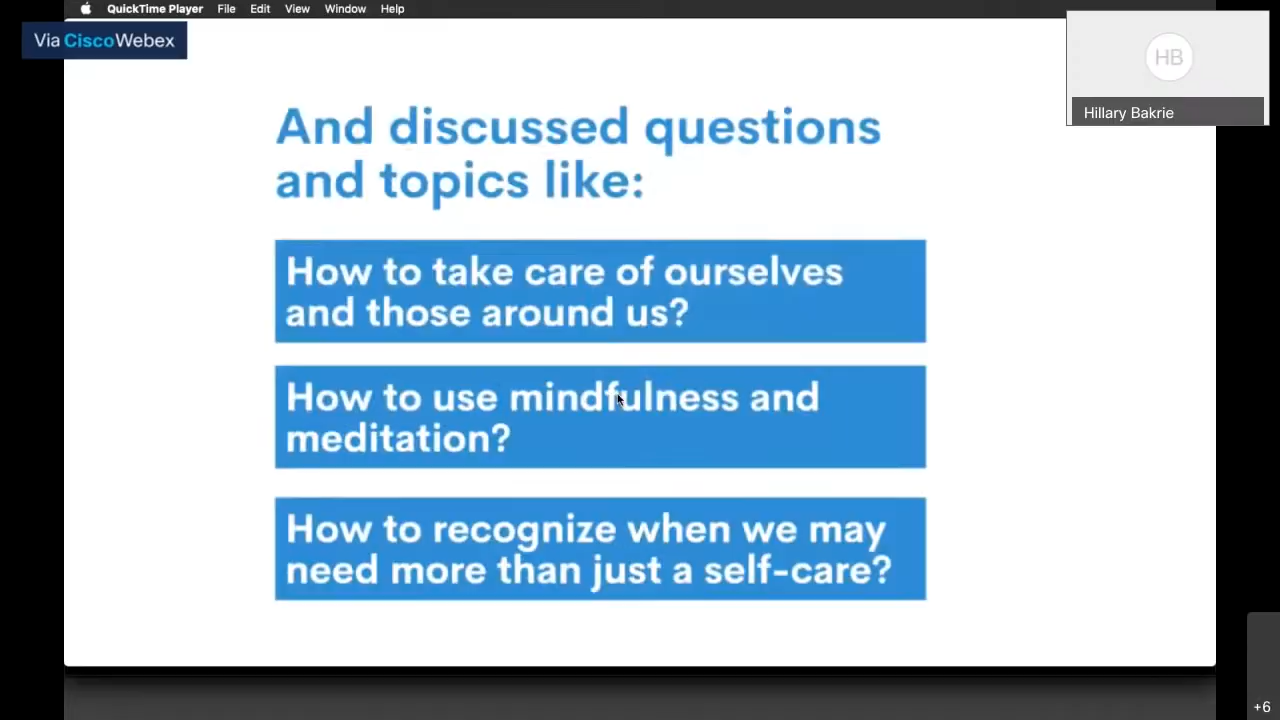 QuickTime Player File Edit View Window Help
Via CiscoWebex
HB
Hillary Bakrie
And discussed questions
and topics like:
How to take care of ourselves
and those around us?
How to use mindfulness and
meditation?
How to recognize when we may
need more than just a self-care?
+6